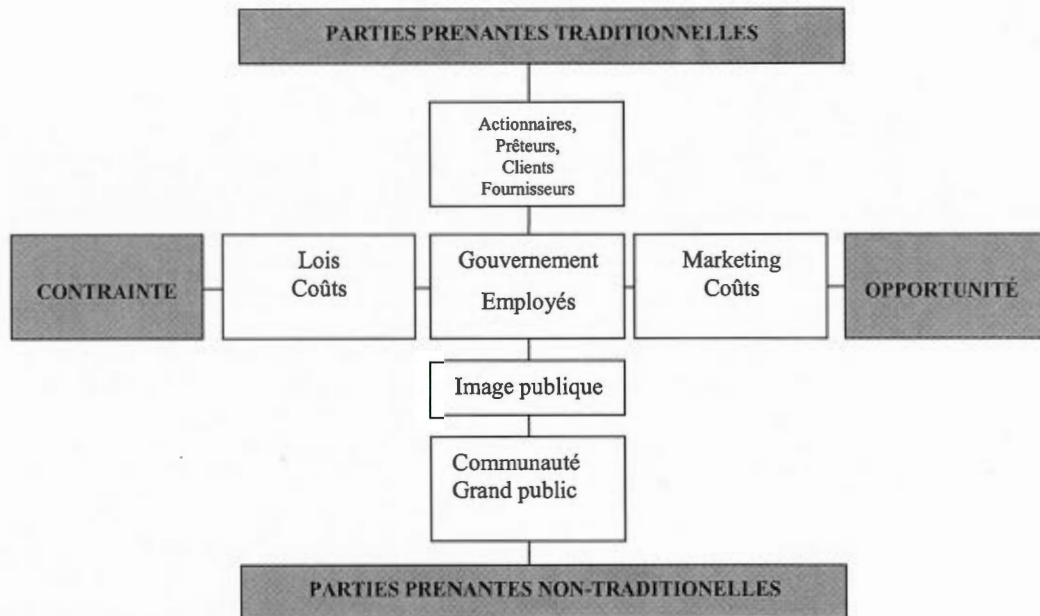 PARTIES PRENANTES TRADITIONNELLES
Actionnaires,
Prêteurs,
Clients
Fournisseurs
CONTRAINTE
Lois
Coûts
Gouvernement
Employés
Marketing
Coûts
OPPORTUNITÉ
Image publique
Communauté
Grand public
PARTIES PRENANTES NON-TRADITIONELLES